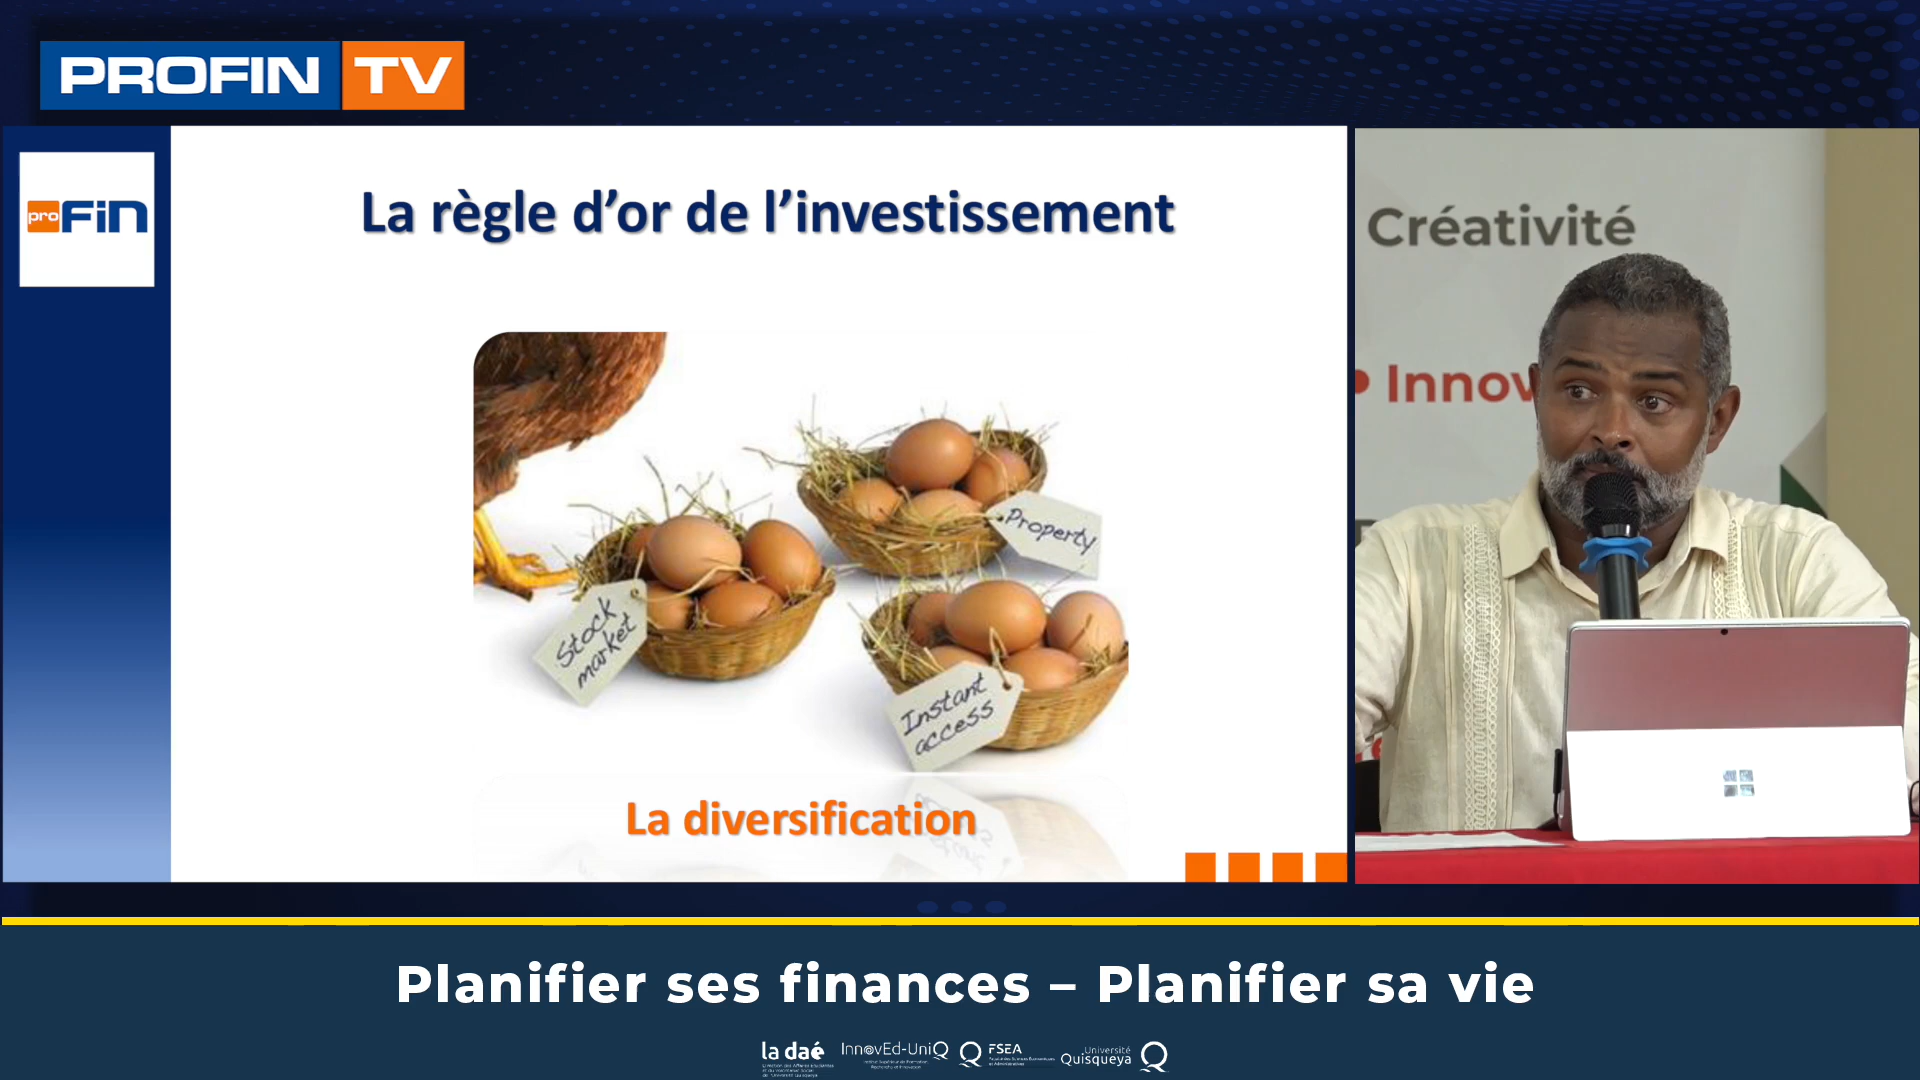 PROFIN TV
proFin
La règle d’or de l’investissement
Property
Stock
market
Instant
access
La diversification
Créativité
• Innov
Planifier ses finances – Planifier sa vie
la daé
InnovEd-UniQ
FSEA
Université
Quisqueya